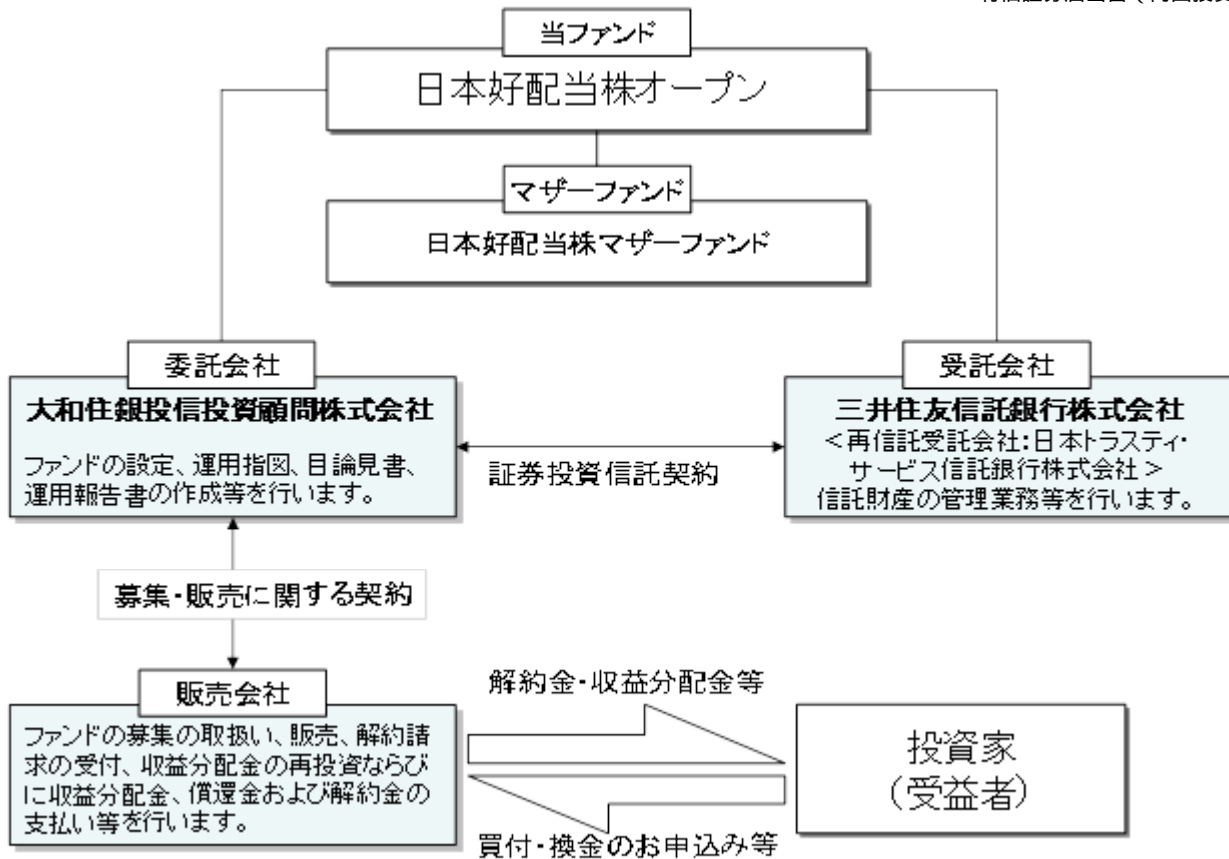 当ファンド
日本好配当株オープン
マザーファンド
日本好配当株マザーファンド
委託会社
大和住銀投信投資顧問株式会社
ファンドの設定、運用指図、目論見書、
運用報告書の作成等を行います。
証券投資信託契約
受託会社
三井住友信託銀行株式会社
＜再信託受託会社:日本トラスティ・
サービス信託銀行株式会社＞
信託財産の管理業務等を行います。
募集・販売に関する契約
販売会社
ファンドの募集の取扱い、販売、解約請
求の受付、収益分配金の再投資ならび
に収益分配金、償還金および解約金の
支払い等を行います。
解約金・収益分配金等
買付・換金のお申込み等
投資家
（受益者）